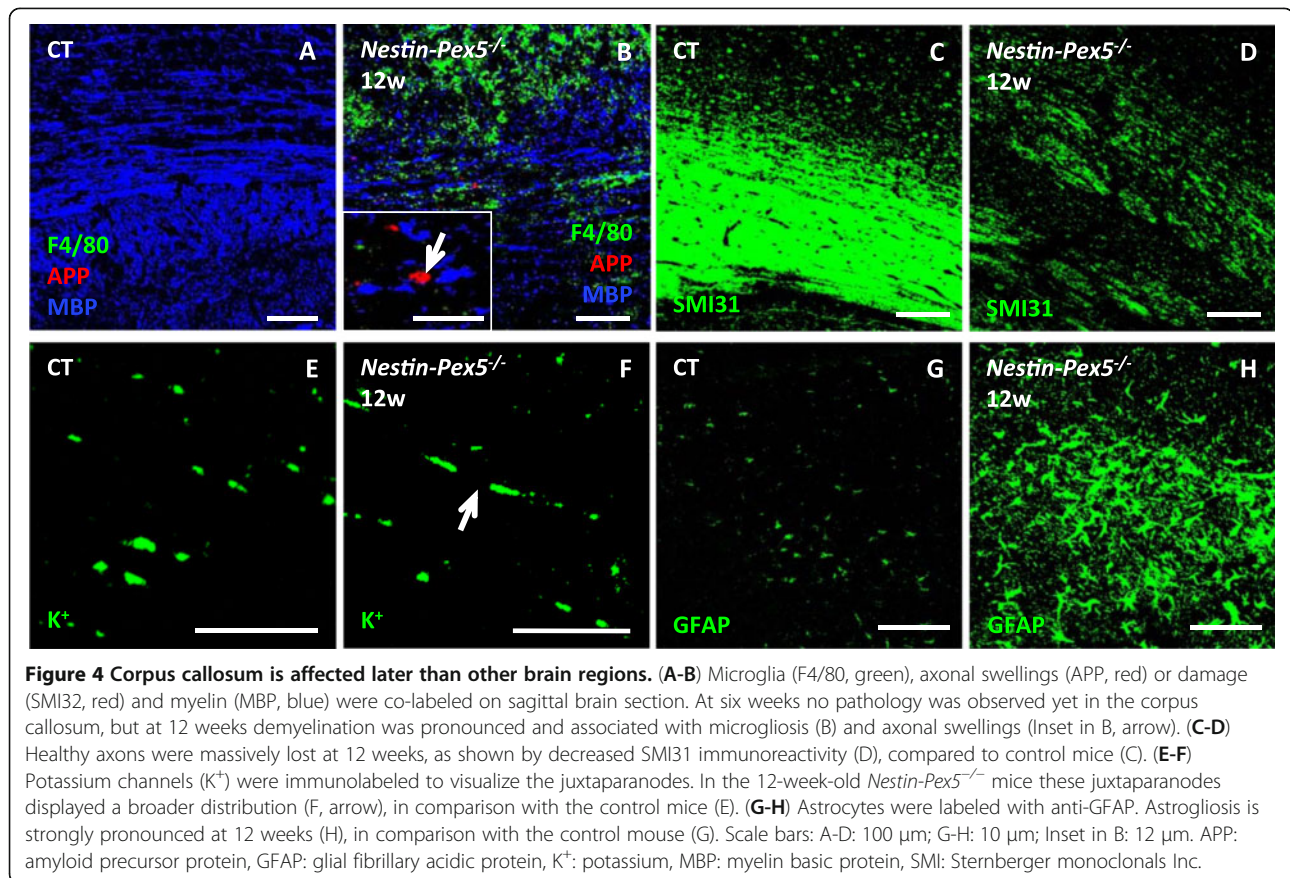 CT A
Nestin-Pex5-/- B
12w
CT C
Nestin-Pex5-/- D
12w
F4/80
APP
MBP
F4/80
APP
MBP
SMI31
SMI31
CT E
Nestin-Pex5-/- F
12w
CT G
Nestin-Pex5-/- H
12w
K+
K+
GFAP
GFAP
Figure 4 Corpus callosum is affected later than other brain regions. (A-B) Microglia (F4/80, green), axonal swellings (APP, red) or damage
(SMI32, red) and myelin (MBP, blue) were co-labeled on sagittal brain section. At six weeks no pathology was observed yet in the corpus
callosum, but at 12 weeks demyelination was pronounced and associated with microgliosis (B) and axonal swellings (Inset in B, arrow). (C-D)
Healthy axons were massively lost at 12 weeks, as shown by decreased SMI31 immunoreactivity (D), compared to control mice (C). (E-F)
Potassium channels (K+) were immunolabeled to visualize the juxtaparanodes. In the 12-week-old Nestin-Pex5−/− mice these juxtaparanodes
displayed a broader distribution (F, arrow), in comparison with the control mice (E). (G-H) Astrocytes were labeled with anti-GFAP. Astrogliosis is
strongly pronounced at 12 weeks (H), in comparison with the control mouse (G). Scale bars: A-D: 100 μm; G-H: 10 μm; Inset in B: 12 μm. APP:
amyloid precursor protein, GFAP: glial fibrillary acidic protein, K+: potassium, MBP: myelin basic protein, SMI: Sternberger monoclonals Inc.